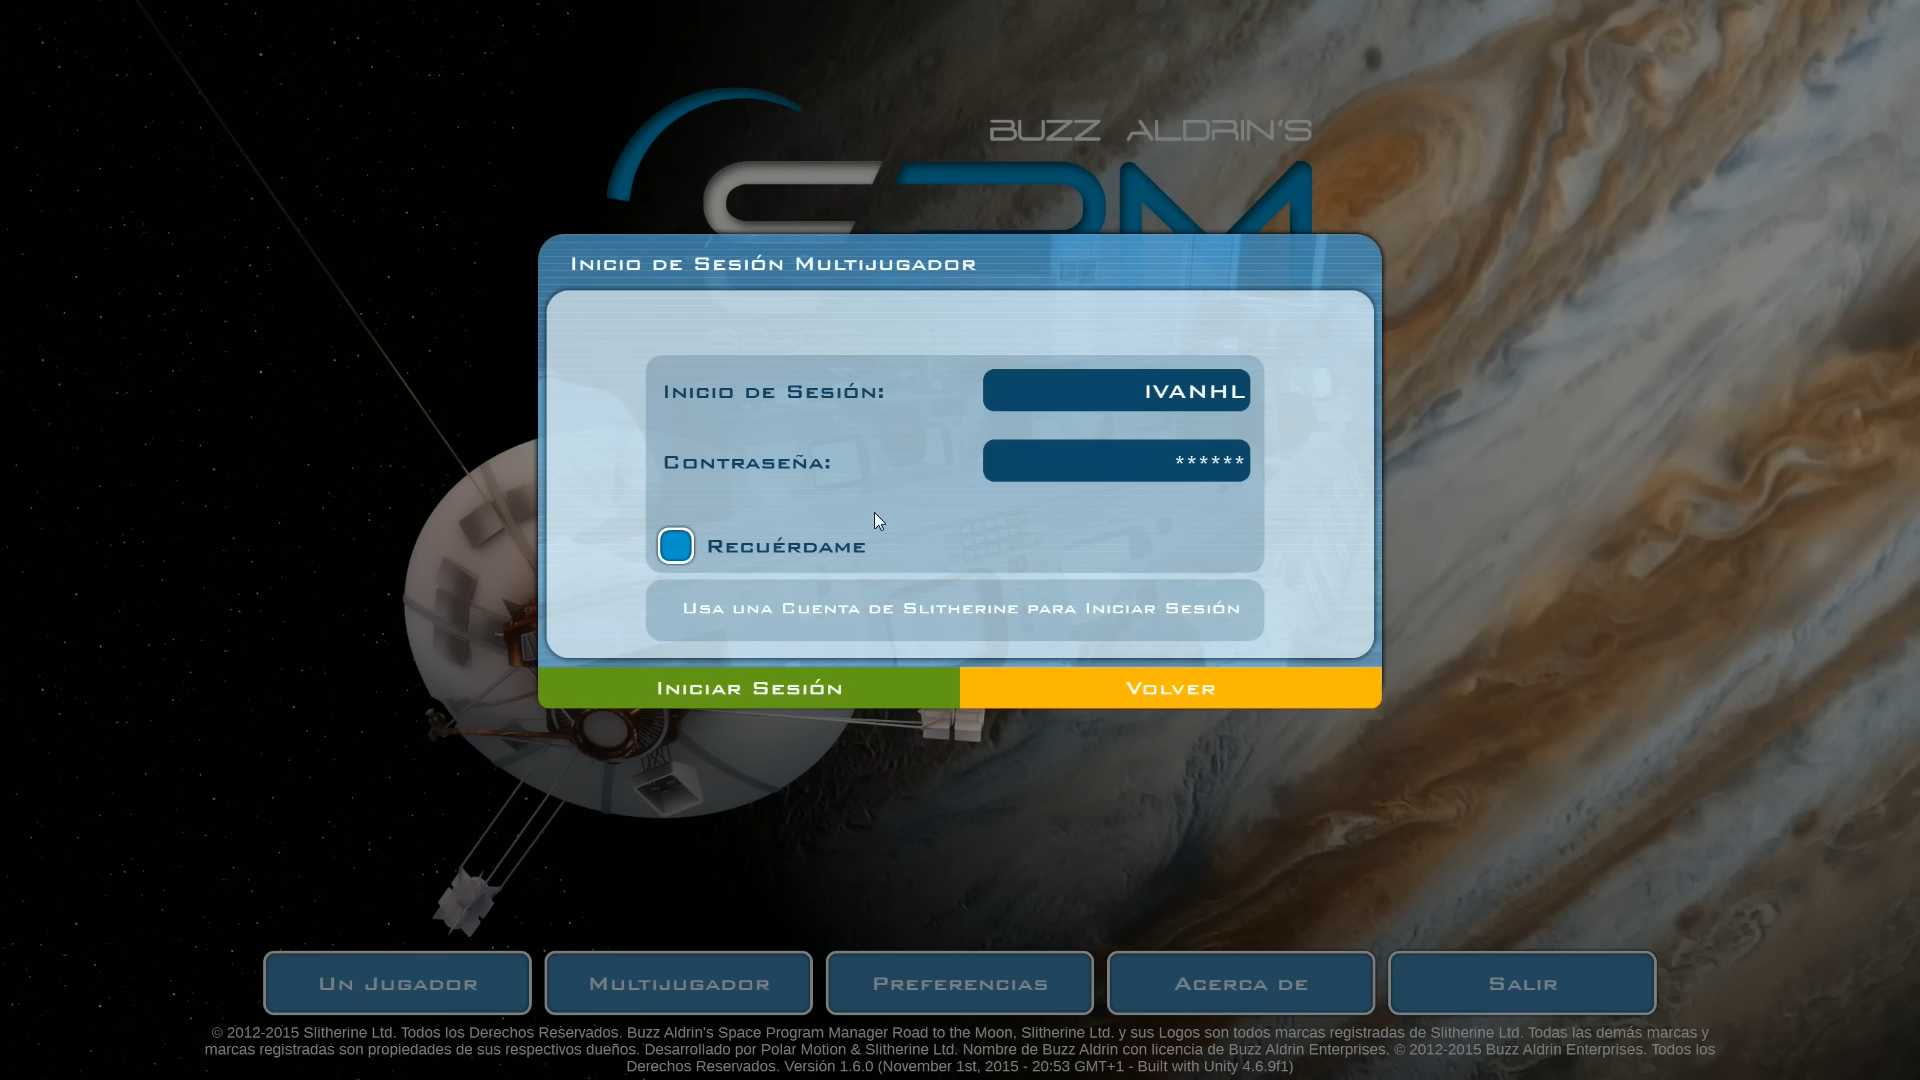 BUZZ ALDRIN'S
SPM
Inicio de Sesión Multijugador
Inicio de Sesión:
IVANHL
Contraseña:
******
Recuérdame
Usa una Cuenta de Slitherine para Iniciar Sesión
Iniciar Sesión
Volver
Un Jugador
Multijugador
Preferencias
Acerca de
Salir
© 2012-2015 Slitherine Ltd. Todos los Derechos Reservados. Buzz Aldrin's Space Program Manager Road to the Moon, Slitherine Ltd. y sus Logos son todos marcas registradas de Slitherine Ltd. Todas las demás marcas y
marcas registradas son propiedades de sus respectivos dueños. Desarrollado por Polar Motion & Slitherine Ltd. Nombre de Buzz Aldrin con licencia de Buzz Aldrin Enterprises. © 2012-2015 Buzz Aldrin Enterprises. Todos los
Derechos Reservados. Versión 1.6.0 (November 1st, 2015 - 20:53 GMT+1 - Built with Unity 4.6.9f1)